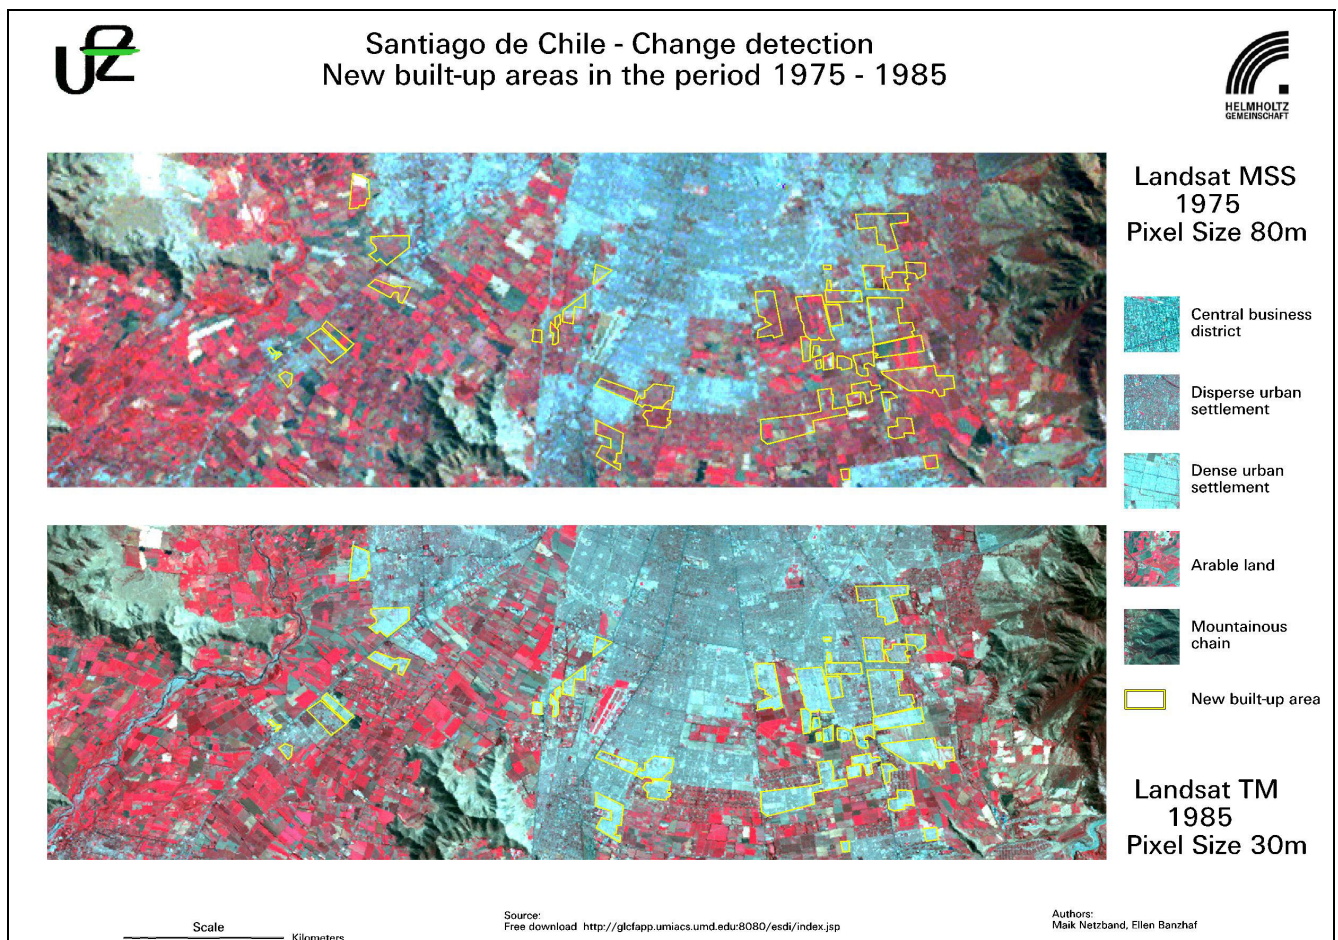 UFZ
Santiago de Chile - Change detection
New built-up areas in the period 1975 - 1985
HELMHOLTZ
GEMEINSCHAFT
Landsat MSS
1975
Pixel Size 80m
Central business
district
Disperse urban
settlement
Dense urban
settlement
Arable land
Mountainous
chain
New built-up area
Landsat TM
1985
Pixel Size 30m
Scale
Kilometers
Source:
Free download http://glcfapp.umiacs.umd.edu:8080/esdi/index.jsp
Authors:
Maik Netzband, Ellen Banzhaf